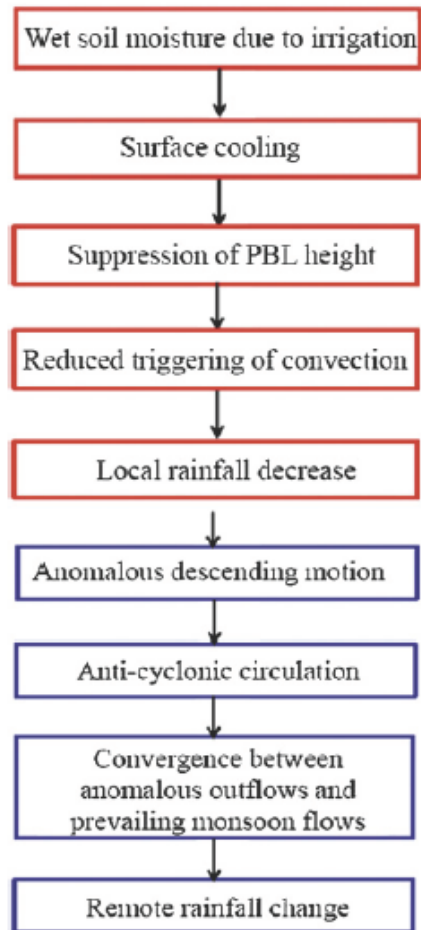 Wet soil moisture due to irrigation
Surface cooling
Suppression of PBL height
Reduced triggering of convection
Local rainfall decrease
Anomalous descending motion
Anti-cyclonic circulation
Convergence between
anomalous outflows and
prevailing monsoon flows
Remote rainfall change